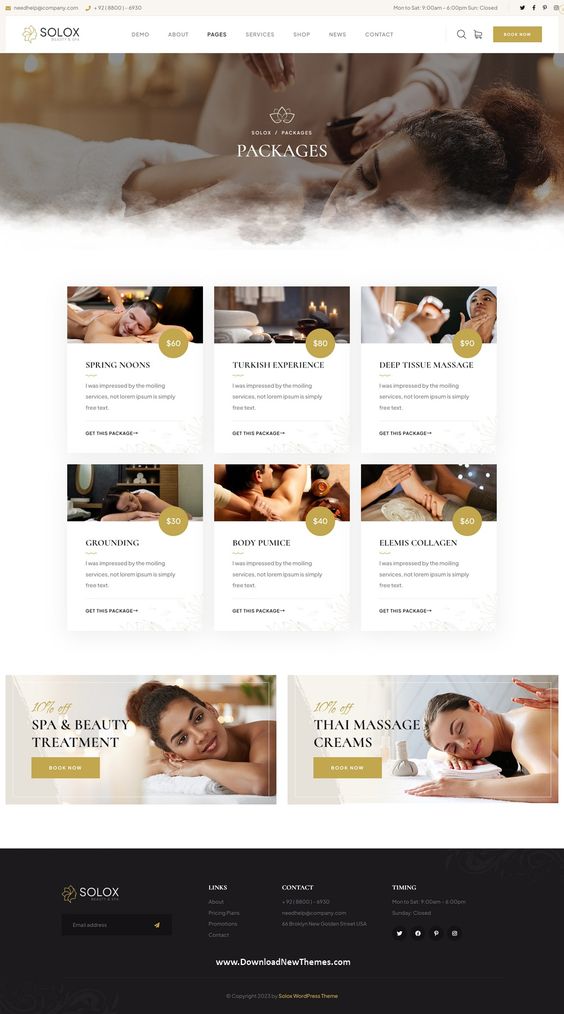 needhelp@company.com + 92 ( 8800 ) - 6930 Mon to Sat: 9:00am - 6:00pm Sun: Closed
SOLOX
BEAUTY & SPA
DEMO ABOUT PAGES SERVICES SHOP NEWS CONTACT BOOK NOW
SOLOX / PACKAGES
PACKAGES
$60 $80 $90
SPRING NOONS TURKISH EXPERIENCE DEEP TISSUE MASSAGE
I was impressed by the moiling I was impressed by the moiling I was impressed by the moiling
services, not lorem ipsum is simply services, not lorem ipsum is simply services, not lorem ipsum is simply
free text. free text. free text.
GET THIS PACKAGE→ GET THIS PACKAGE→ GET THIS PACKAGE→
$30 $40 $60
GROUNDING BODY PUMICE ELEMIS COLLAGEN
I was impressed by the moiling I was impressed by the moiling I was impressed by the moiling
services, not lorem ipsum is simply services, not lorem ipsum is simply services, not lorem ipsum is simply
free text. free text. free text.
GET THIS PACKAGE→ GET THIS PACKAGE→ GET THIS PACKAGE→
10% off
SPA & BEAUTY
TREATMENT
BOOK NOW
10% off
THAI MASSAGE
CREAMS
BOOK NOW
SOLOX
BEAUTY & SPA
Email address
LINKS
About
Pricing Plans
Promotions
Contact
CONTACT
+ 92 ( 8800 ) - 6930
needhelp@company.com
66 Broklyn New Golden Street USA
TIMING
Mon to Sat: 9:00am - 6:00pm
Sunday: Closed
www.DownloadNewThemes.com
© Copyright 2023 by Solox WordPress Theme